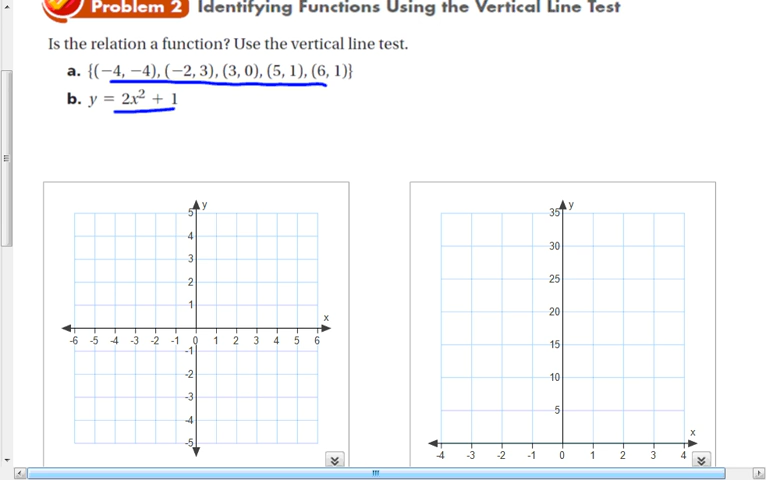 Problem 2 Identifying Functions Using the Vertical Line Test
Is the relation a function? Use the vertical line test.
a. {(−4, −4), (−2, 3), (3, 0), (5, 1), (6, 1)}
b. y = 2x² + 1
y
5
4
3
2
1
x
-6 -5 -4 -3 -2 -1 0 1 2 3 4 5 6
-1
-2
-3
-4
-5
y
35
30
25
20
15
10
5
x
-4 -3 -2 -1 0 1 2 3 4